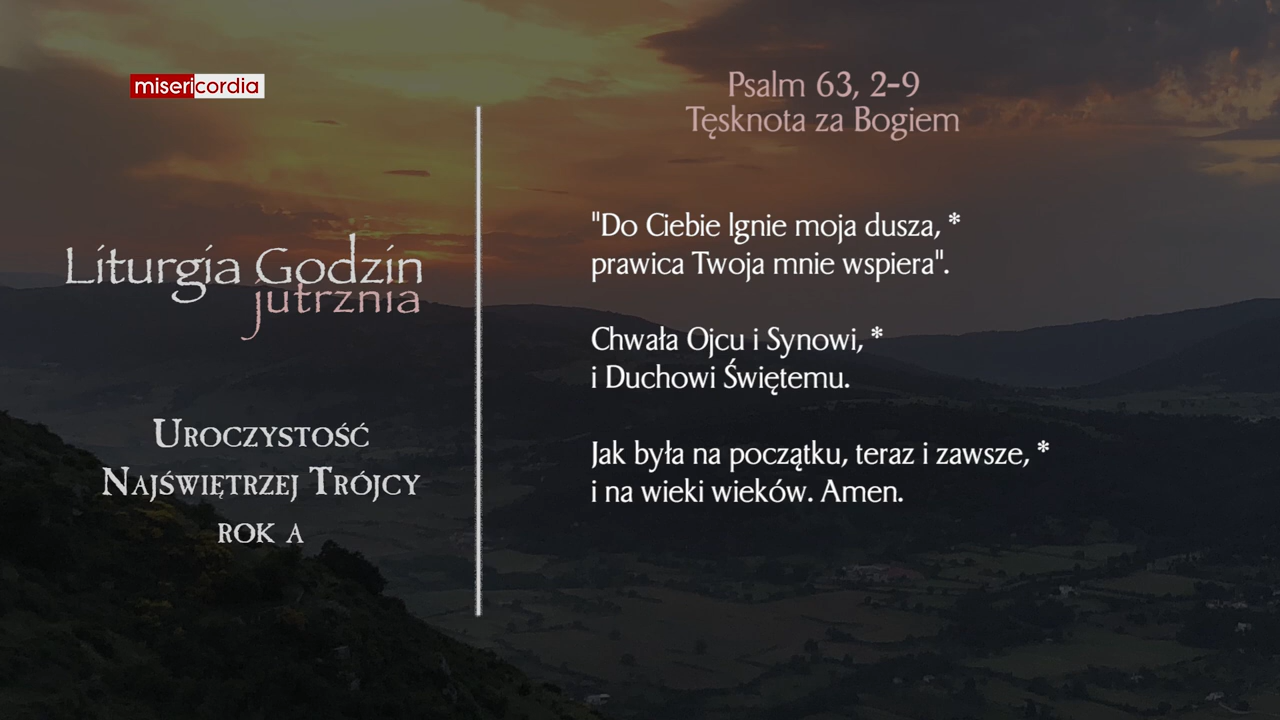 misericordia
Liturgia Godzin
jutrznia
Uroczystość
Najświętrzej Trójcy
rok a
Psalm 63, 2-9
Tęsknota za Bogiem
"Do Ciebie lgnie moja dusza, *
prawica Twoja mnie wspiera".
Chwała Ojcu i Synowi, *
i Duchowi Świętemu.
Jak była na początku, teraz i zawsze, *
i na wieki wieków. Amen.